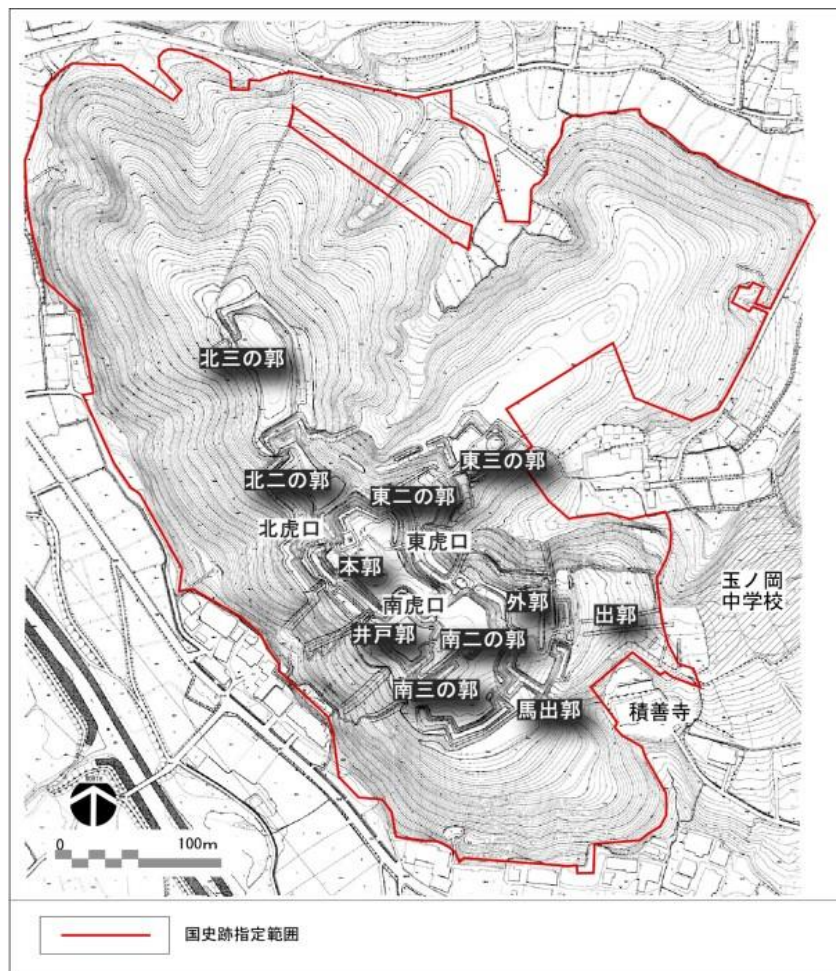 北三の郭
東三の郭
北二の郭
東二の郭
北虎口
東虎口
本郭
玉ノ岡
中学校
南虎口
外郭
出郭
井戸郭
南二の郭
南三の郭
馬出郭
積善寺
0
100m
国史跡指定範囲